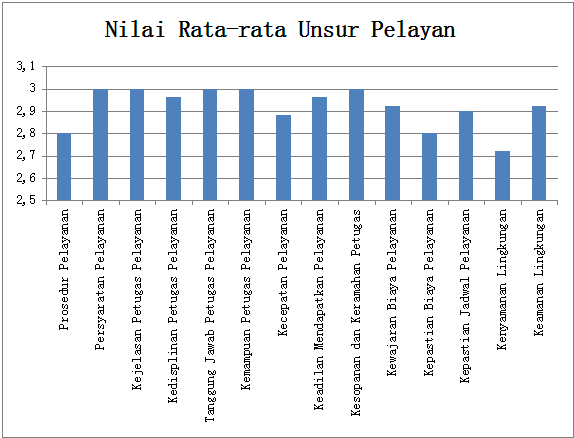 Nilai Rata-rata Unsur Pelayan
3,1
3
2,9
2,8
2,7
2,6
2,5
Prosedur Pelayanan
Persyaratan Pelayanan
Kejelasan Petugas Pelayanan
Kedisplinan Petugas Pelayanan
Tanggung Jawab Petugas Pelayanan
Kemampuan Petugas Pelayanan
Kecepatan Pelayanan
Keadilan Mendapatkan Pelayanan
Kesopanan dan Keramahan Petugas
Kewajaran Biaya Pelayanan
Kepastian Biaya Pelayanan
Kepastian Jadwal Pelayanan
Kenyamanan Lingkungan
Keamanan Lingkungan